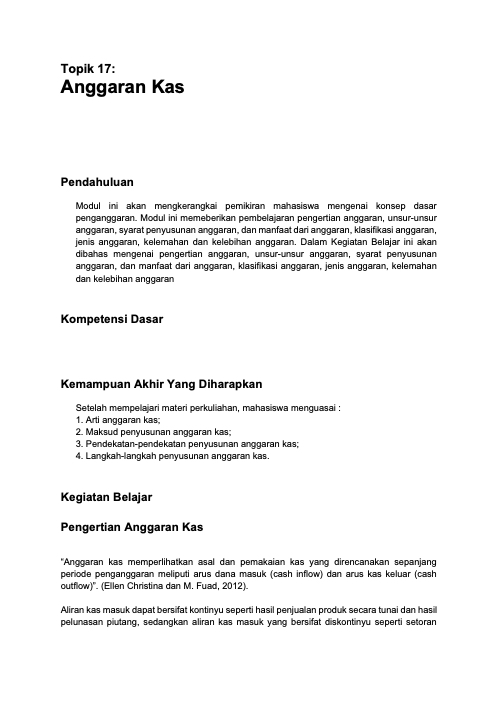 Topik 17:
Anggaran Kas
Pendahuluan
Modul ini akan mengkerangkai pemikiran mahasiswa mengenai konsep dasar
penganggaran. Modul ini memeberikan pembelajaran pengertian anggaran, unsur-unsur
anggaran, syarat penyusunan anggaran, dan manfaat dari anggaran, klasifikasi anggaran,
jenis anggaran, kelemahan dan kelebihan anggaran. Dalam Kegiatan Belajar ini akan
dibahas mengenai pengertian anggaran, unsur-unsur anggaran, syarat penyusunan
anggaran, dan manfaat dari anggaran, klasifikasi anggaran, jenis anggaran, kelemahan
dan kelebihan anggaran
Kompetensi Dasar
Kemampuan Akhir Yang Diharapkan
Setelah mempelajari materi perkuliahan, mahasiswa menguasai :
1. Arti anggaran kas;
2. Maksud penyusunan anggaran kas;
3. Pendekatan-pendekatan penyusunan anggaran kas;
4. Langkah-langkah penyusunan anggaran kas.
Kegiatan Belajar
Pengertian Anggaran Kas
“Anggaran kas memperlihatkan asal dan pemakaian kas yang direncanakan sepanjang
periode penganggaran meliputi arus dana masuk (cash inflow) dan arus kas keluar (cash
outflow)”. (Ellen Christina dan M. Fuad, 2012).
Aliran kas masuk dapat bersifat kontinyu seperti hasil penjualan produk secara tunai dan hasil
pelunasan piutang, sedangkan aliran kas masuk yang bersifat diskontinyu seperti setoran